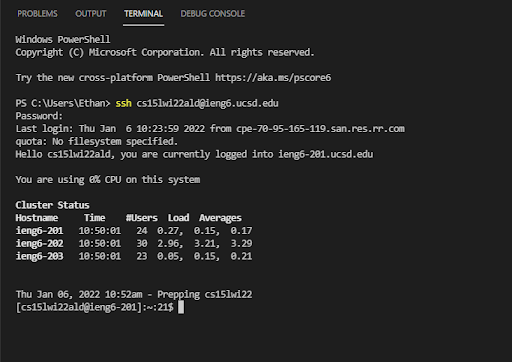 PROBLEMS OUTPUT TERMINAL DEBUG CONSOLE
Windows PowerShell
Copyright (C) Microsoft Corporation. All rights reserved.
Try the new cross-platform PowerShell https://aka.ms/pscore6
PS C:\Users\Ethan> ssh cs15lwi22ald@ieng6.ucsd.edu
Password:
Last login: Thu Jan  6 10:23:59 2022 from cpe-70-95-165-119.san.res.rr.com
quota: No filesystem specified.
Hello cs15lwi22ald, you are currently logged into ieng6-201.ucsd.edu
You are using 0% CPU on this system
Cluster Status
Hostname     Time    #Users  Load  Averages
ieng6-201   10:50:01   24  0.27,  0.15,  0.17
ieng6-202   10:50:01   30  2.96,  3.21,  3.29
ieng6-203   10:50:01   23  0.05,  0.15,  0.21
Thu Jan 06, 2022 10:52am - Prepping cs15lwi22
[cs15lwi22ald@ieng6-201]:~:21$